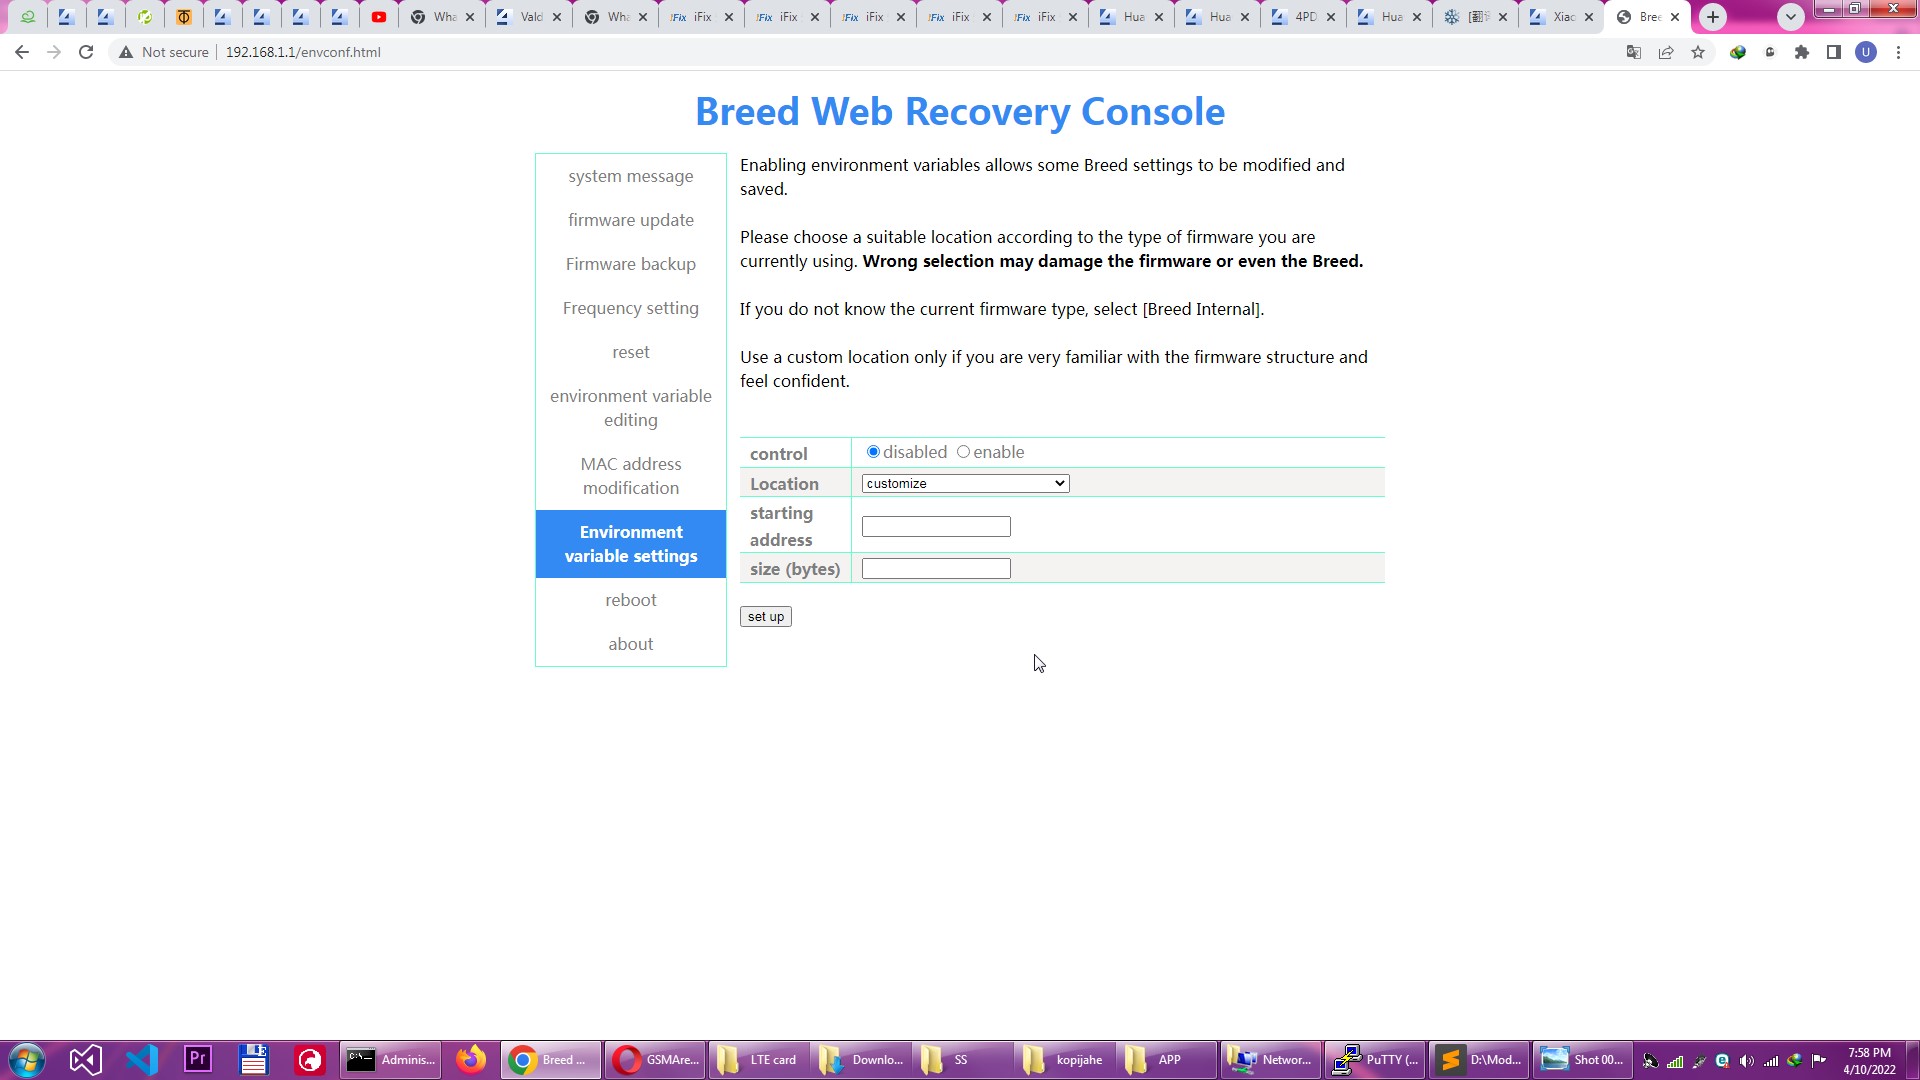 Wha
Vald
Wha
iFix iFix
iFix iFix
iFix iFix
iFix iFix
iFix iFix
Hua
Hua
4PD
Hua
Xiac
Bree
Not secure
192.168.1.1/envconf.html
U
Breed Web Recovery Console
system message
firmware update
Firmware backup
Frequency setting
reset
environment variable
editing
MAC address
modification
Environment
variable settings
reboot
about
Enabling environment variables allows some Breed settings to be modified and
saved.
Please choose a suitable location according to the type of firmware you are
currently using. Wrong selection may damage the firmware or even the Breed.
If you do not know the current firmware type, select [Breed Internal].
Use a custom location only if you are very familiar with the firmware structure and
feel confident.
control disabled enable
Location customize
starting
address
size (bytes)
set up
Pr
Adminis...
Breed ...
GSMAre...
LTE card
Downlo...
SS
kopijahe
APP
Networ...
PuTTY (...
D:\Mod...
Shot 00...
7:58 PM
4/10/2022